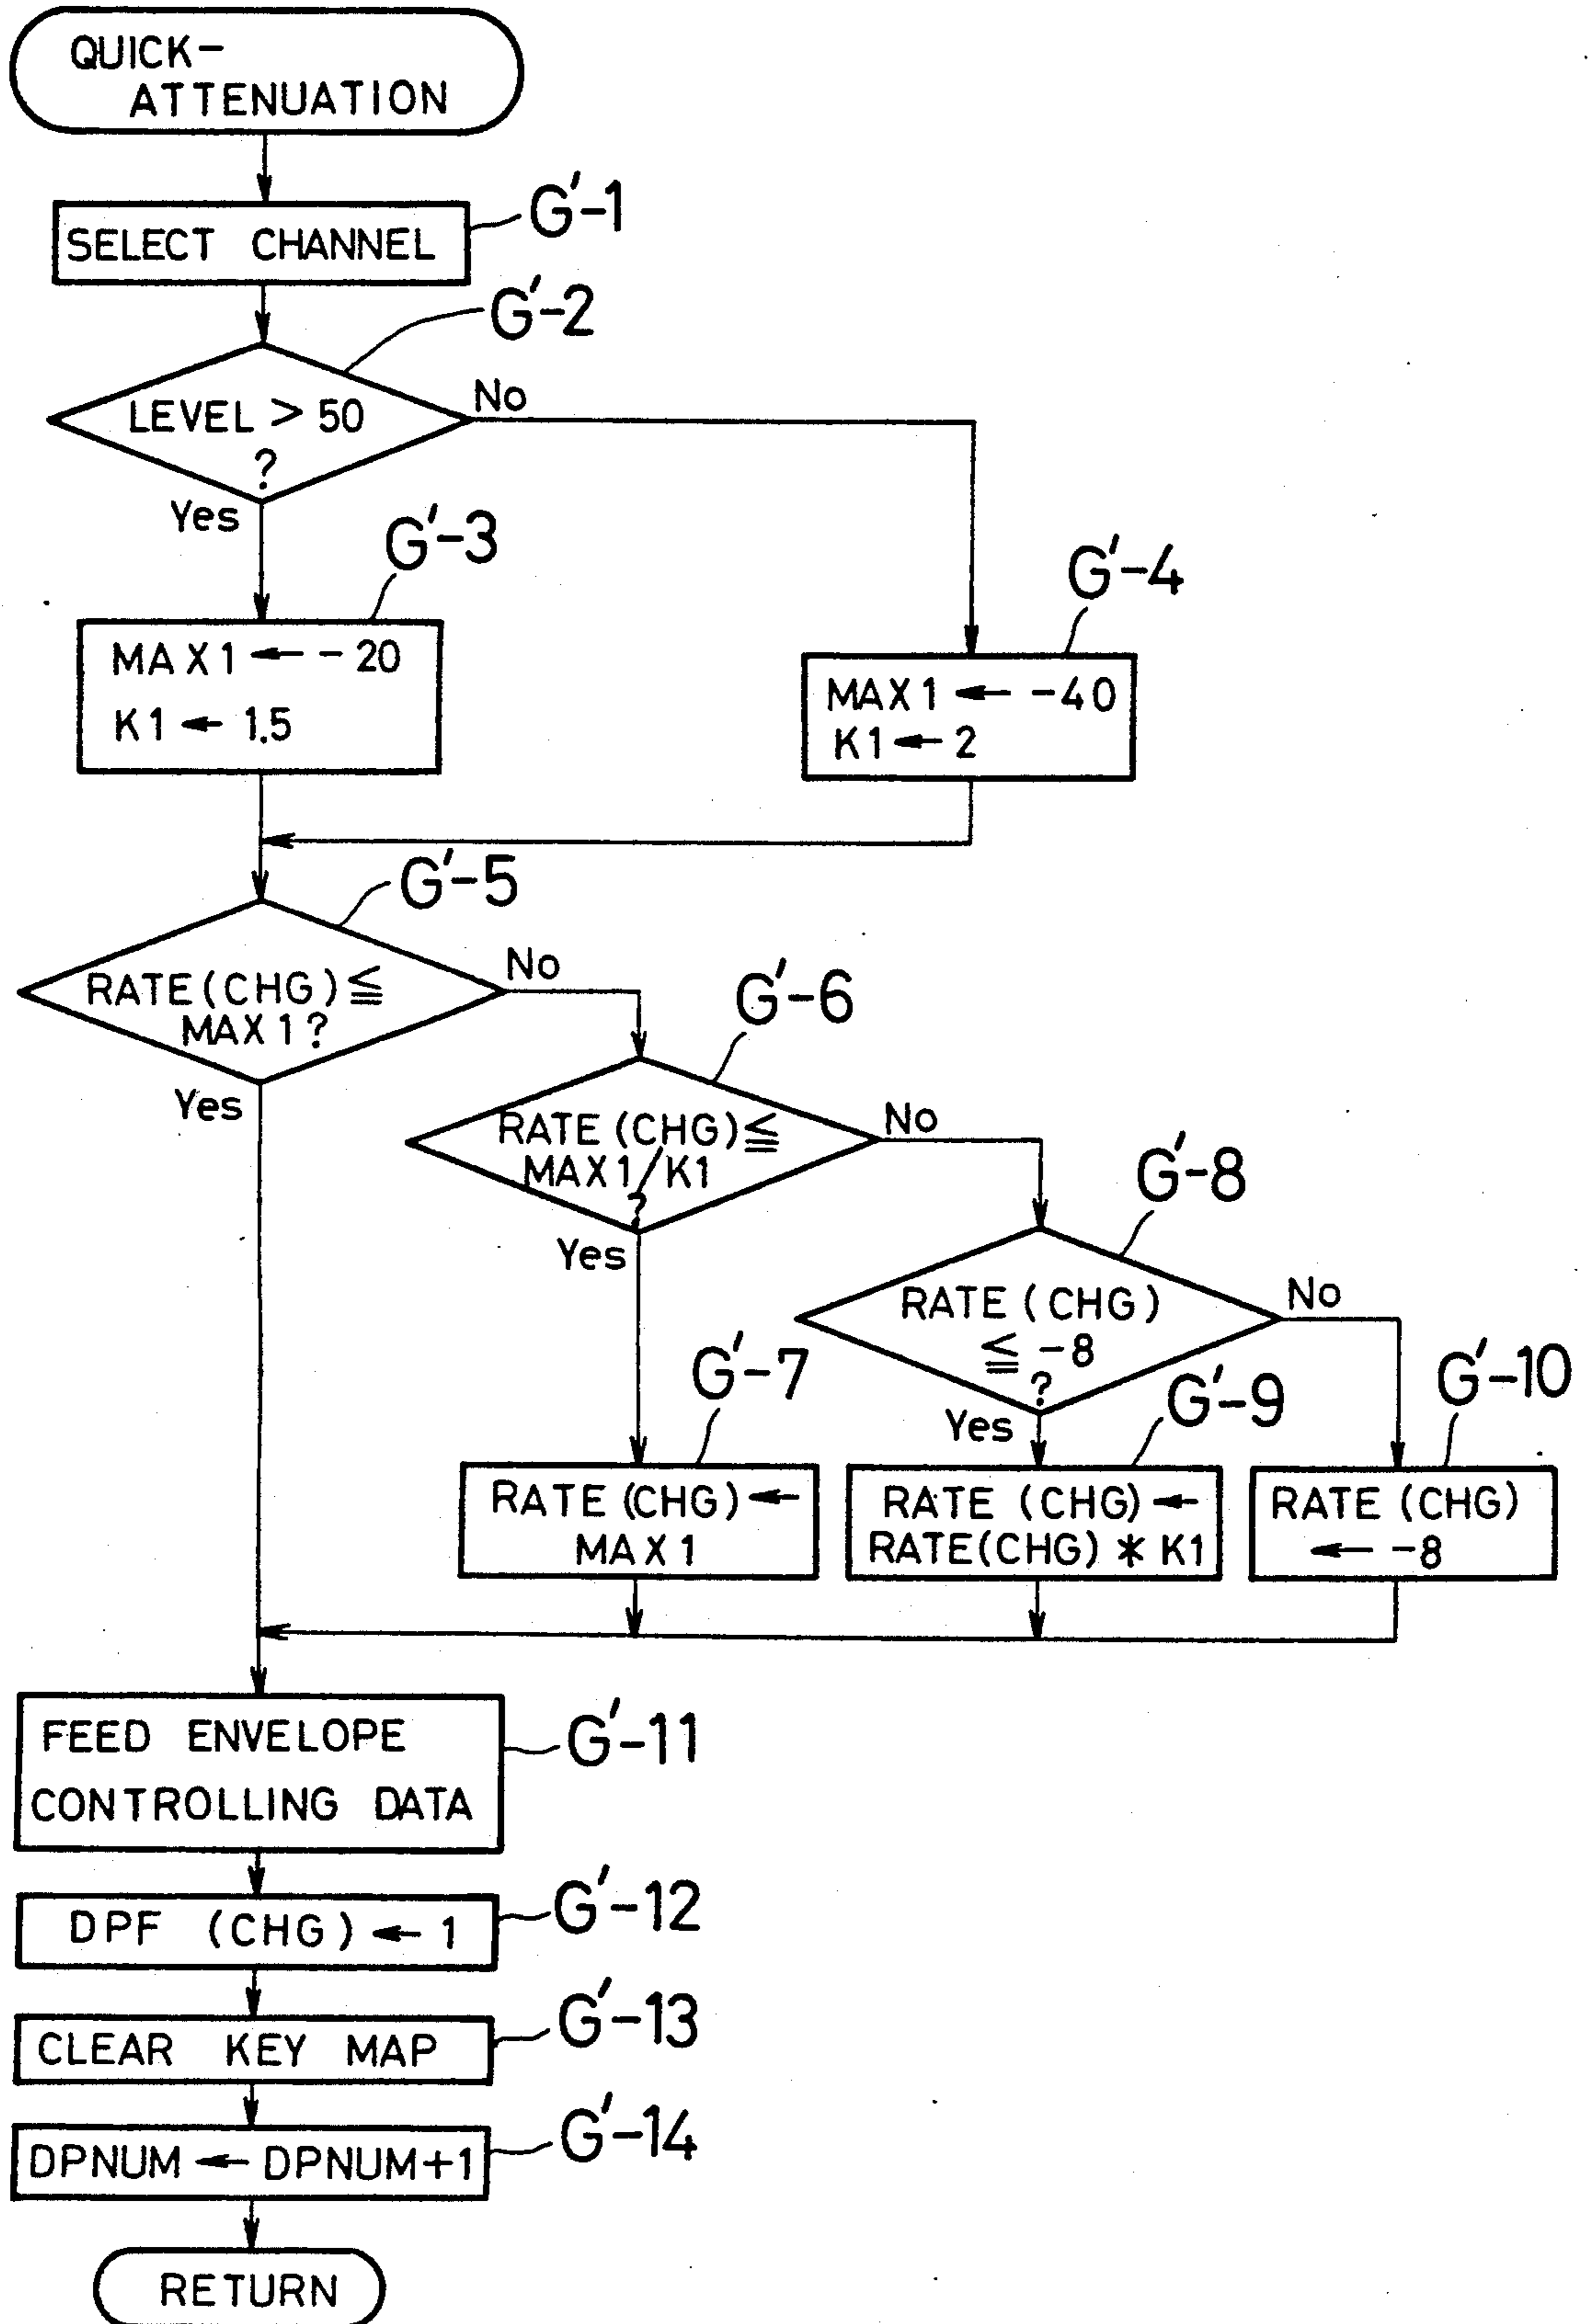 QUICK-
ATTENUATION
SELECT CHANNEL
G'-1
G'-2
LEVEL > 50
?
No
Yes
G'-3
MAX1 ← -20
K1 ← 1.5
G'-4
MAX1 ← -40
K1 ← 2
G'-5
RATE(CHG) ≦
MAX1?
No
Yes
G'-6
RATE (CHG) ≦
MAX1/K1
?
No
Yes
G'-8
RATE (CHG)
≦ -8
?
No
Yes
G'-7
RATE (CHG) ←
MAX1
G'-9
RATE (CHG) ←
RATE(CHG) * K1
G'-10
RATE (CHG)
← -8
FEED ENVELOPE
CONTROLLING DATA
G'-11
DPF (CHG) ← 1
G'-12
CLEAR KEY MAP
G'-13
DPNUM ← DPNUM+1
G'-14
RETURN